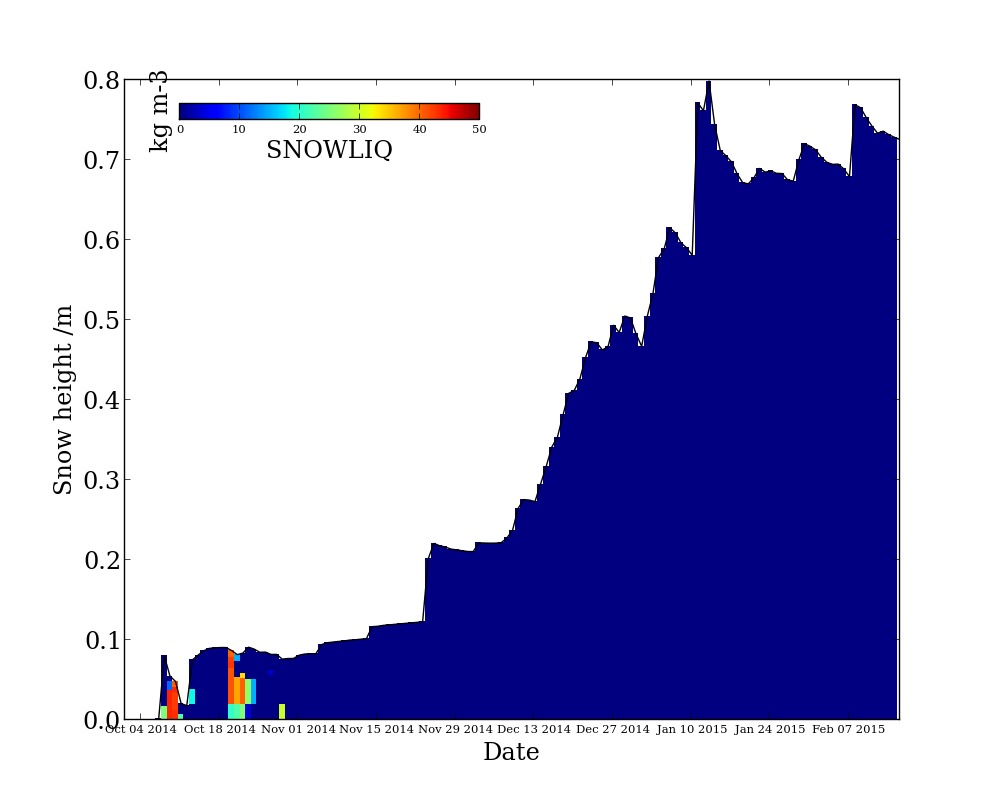 0.8
0.7
0.6
0.5
0.4
0.3
0.2
0.1
0.0
Snow height /m
kg m-3
0 10 20 30 40 50
SNOWLIQ
Oct 04 2014 Oct 18 2014 Nov 01 2014 Nov 15 2014 Nov 29 2014 Dec 13 2014 Dec 27 2014 Jan 10 2015 Jan 24 2015 Feb 07 2015
Date